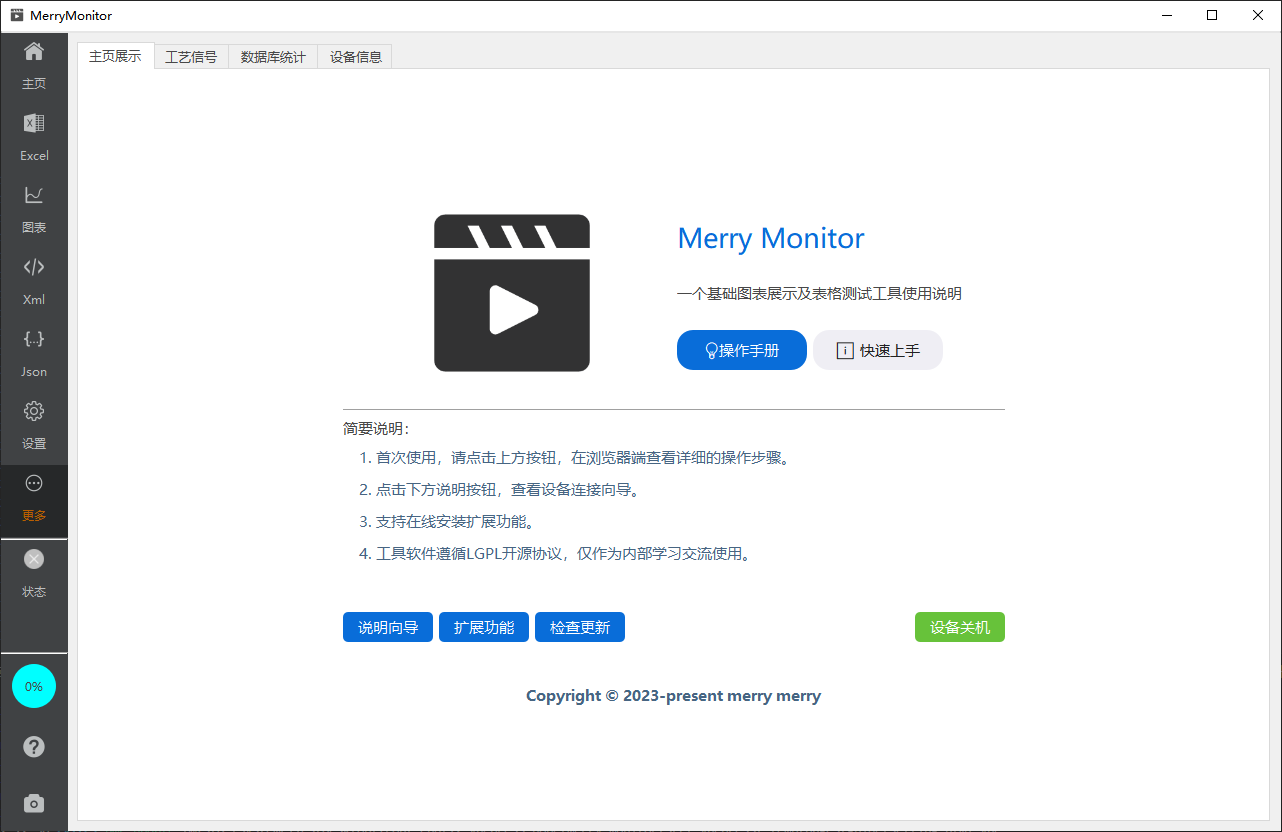 MerryMonitor
主页
Excel
图表
Xml
Json
设置
更多
状态
0%
主页展示 工艺信号 数据库统计 设备信息
Merry Monitor
一个基础图表展示及表格测试工具使用说明
操作手册 快速上手
简要说明：
1. 首次使用，请点击上方按钮，在浏览器端查看详细的操作步骤。
2. 点击下方说明按钮，查看设备连接向导。
3. 支持在线安装扩展功能。
4. 工具软件遵循LGPL开源协议，仅作为内部学习交流使用。
说明向导 扩展功能 检查更新 设备关机
Copyright © 2023-present merry merry